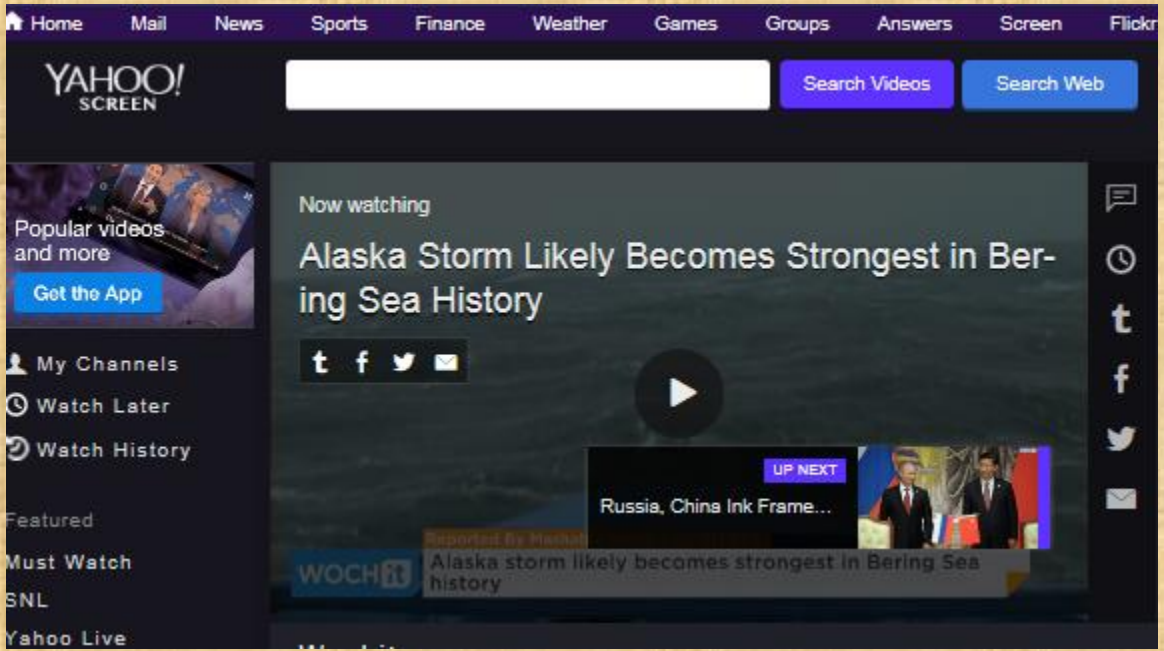 Home Mail News Sports Finance Weather Games Groups Answers Screen Flickr
YAHOO!
SCREEN
Search Videos Search Web
Popular videos
and more
Get the App
My Channels
Watch Later
Watch History
Featured
Must Watch
SNL
Yahoo Live
Now watching
Alaska Storm Likely Becomes Strongest in Ber-
ing Sea History
UP NEXT
Russia, China Ink Frame...
Reported By
WOCHit
Alaska storm likely becomes strongest in Bering Sea
history